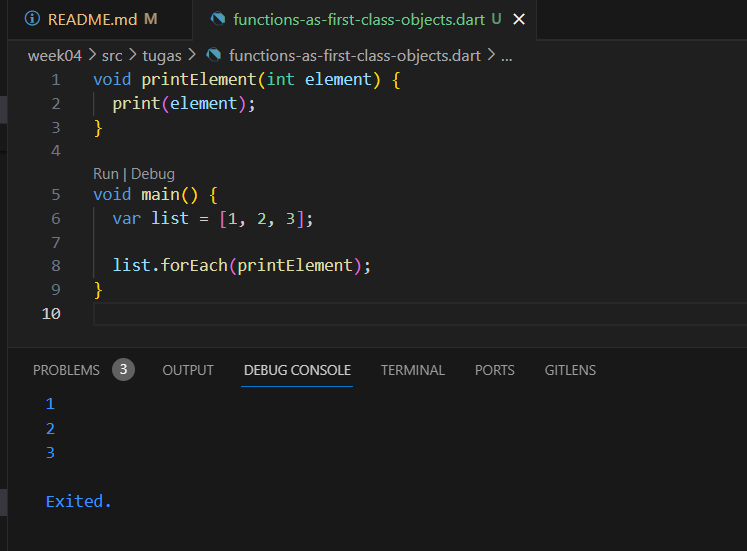 README.md M functions-as-first-class-objects.dart U
week04 > src > tugas > functions-as-first-class-objects.dart > ...
1 void printElement(int element) {
2   print(element);
3 }
4
Run | Debug
5 void main() {
6   var list = [1, 2, 3];
7
8   list.forEach(printElement);
9 }
10
PROBLEMS 3 OUTPUT DEBUG CONSOLE TERMINAL PORTS GITLENS
1
2
3
Exited.